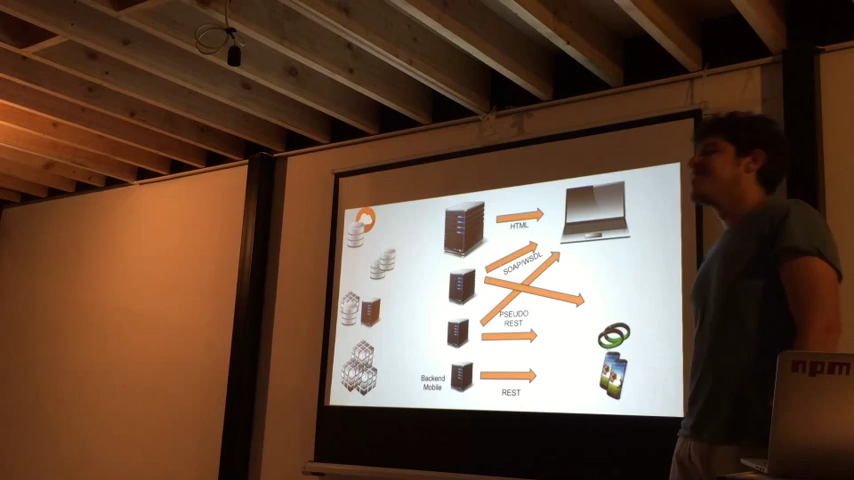 HTML
SOAP/WSDL
PSEUDO
REST
Backend
Mobile
REST
npm